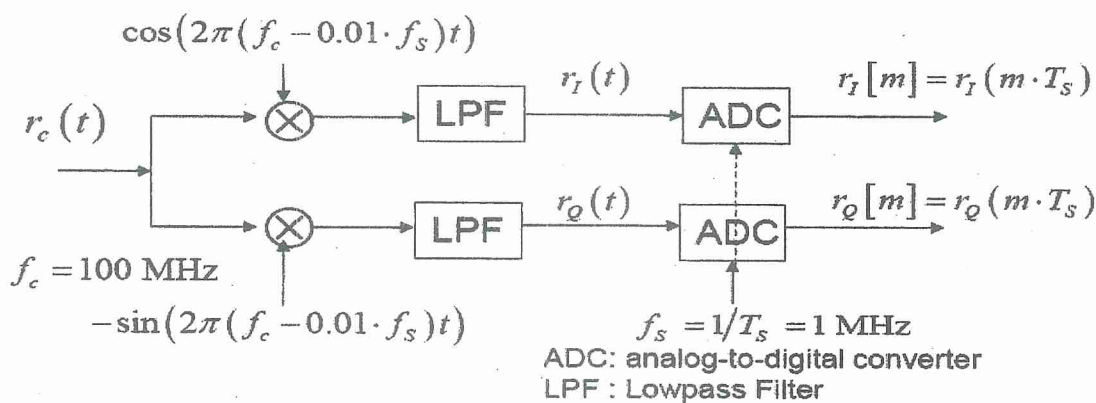 cos(2π(f_c − 0.01·f_S)t)
r_c(t)
LPF
r_I(t)
ADC
r_I[m] = r_I(m·T_S)
LPF
r_Q(t)
ADC
r_Q[m] = r_Q(m·T_S)
f_c = 100 MHz
−sin(2π(f_c − 0.01·f_S)t)
f_S = 1/T_S = 1 MHz
ADC: analog-to-digital converter
LPF : Lowpass Filter